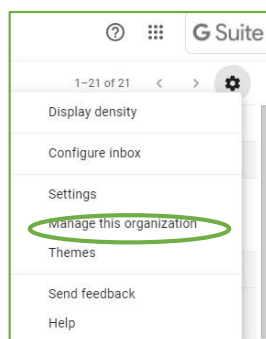 G Suite
1–21 of 21
Display density
Configure inbox
Settings
Manage this organization
Themes
Send feedback
Help